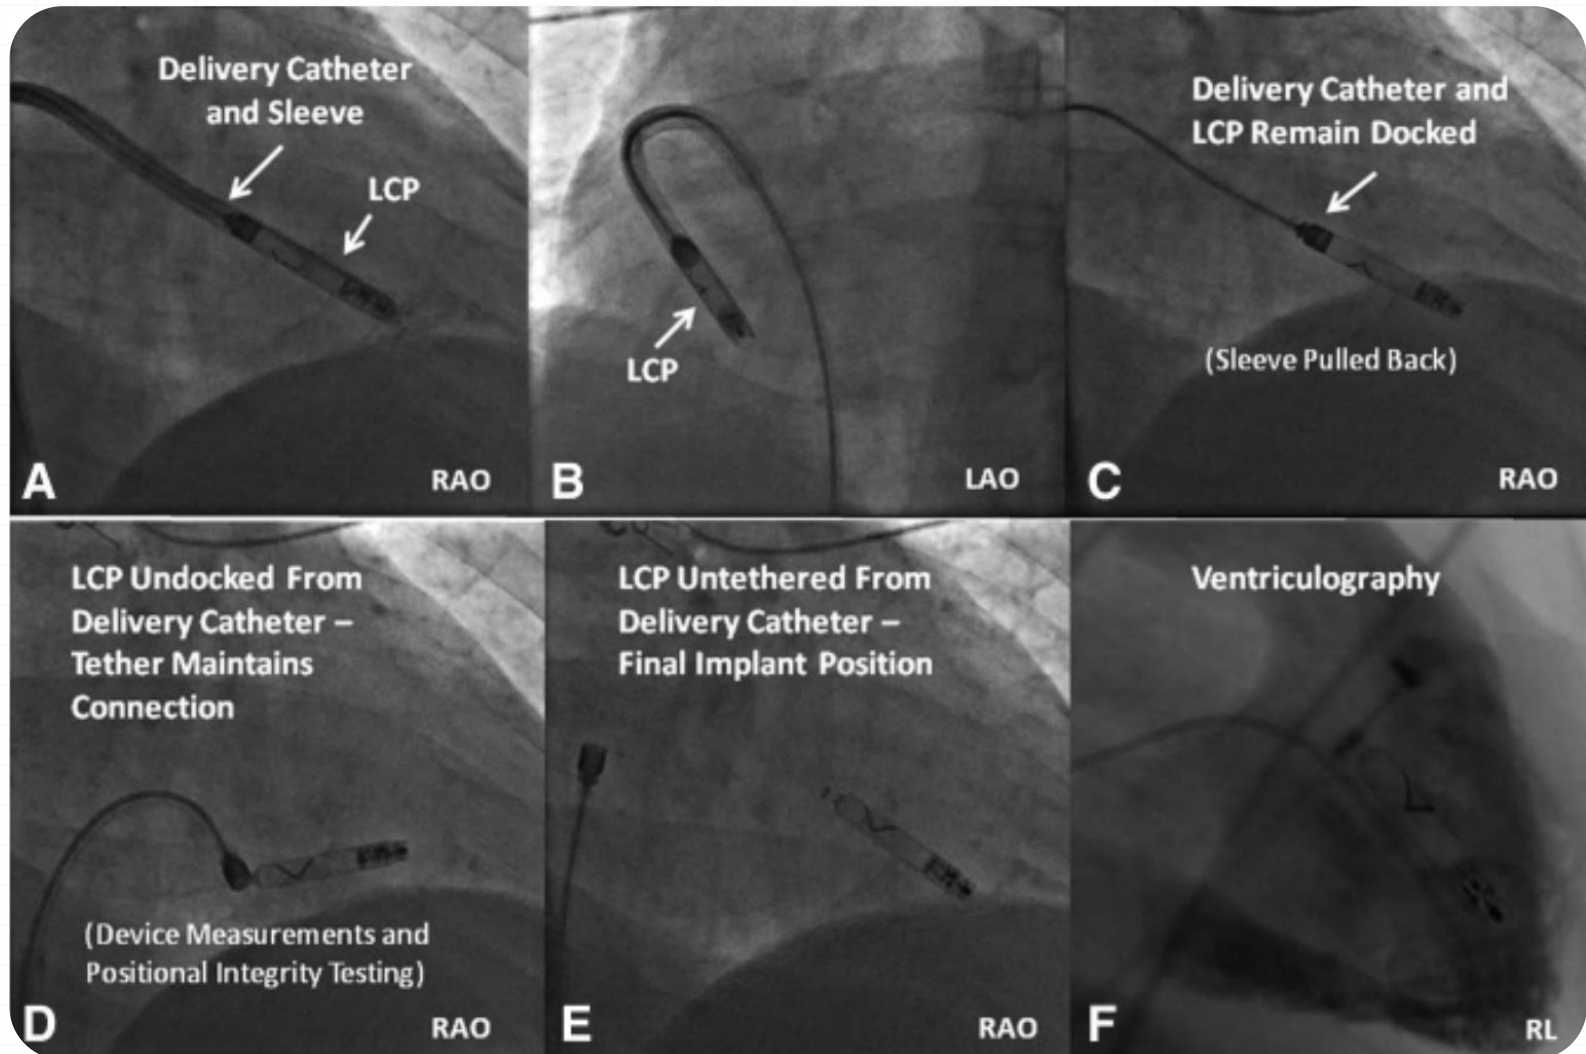 Delivery Catheter
and Sleeve
LCP
A
RAO
LCP
B
LAO
Delivery Catheter and
LCP Remain Docked
(Sleeve Pulled Back)
C
RAO
LCP Undocked From
Delivery Catheter –
Tether Maintains
Connection
(Device Measurements and
Positional Integrity Testing)
D
RAO
LCP Untethered From
Delivery Catheter –
Final Implant Position
E
RAO
Ventriculography
F
RL